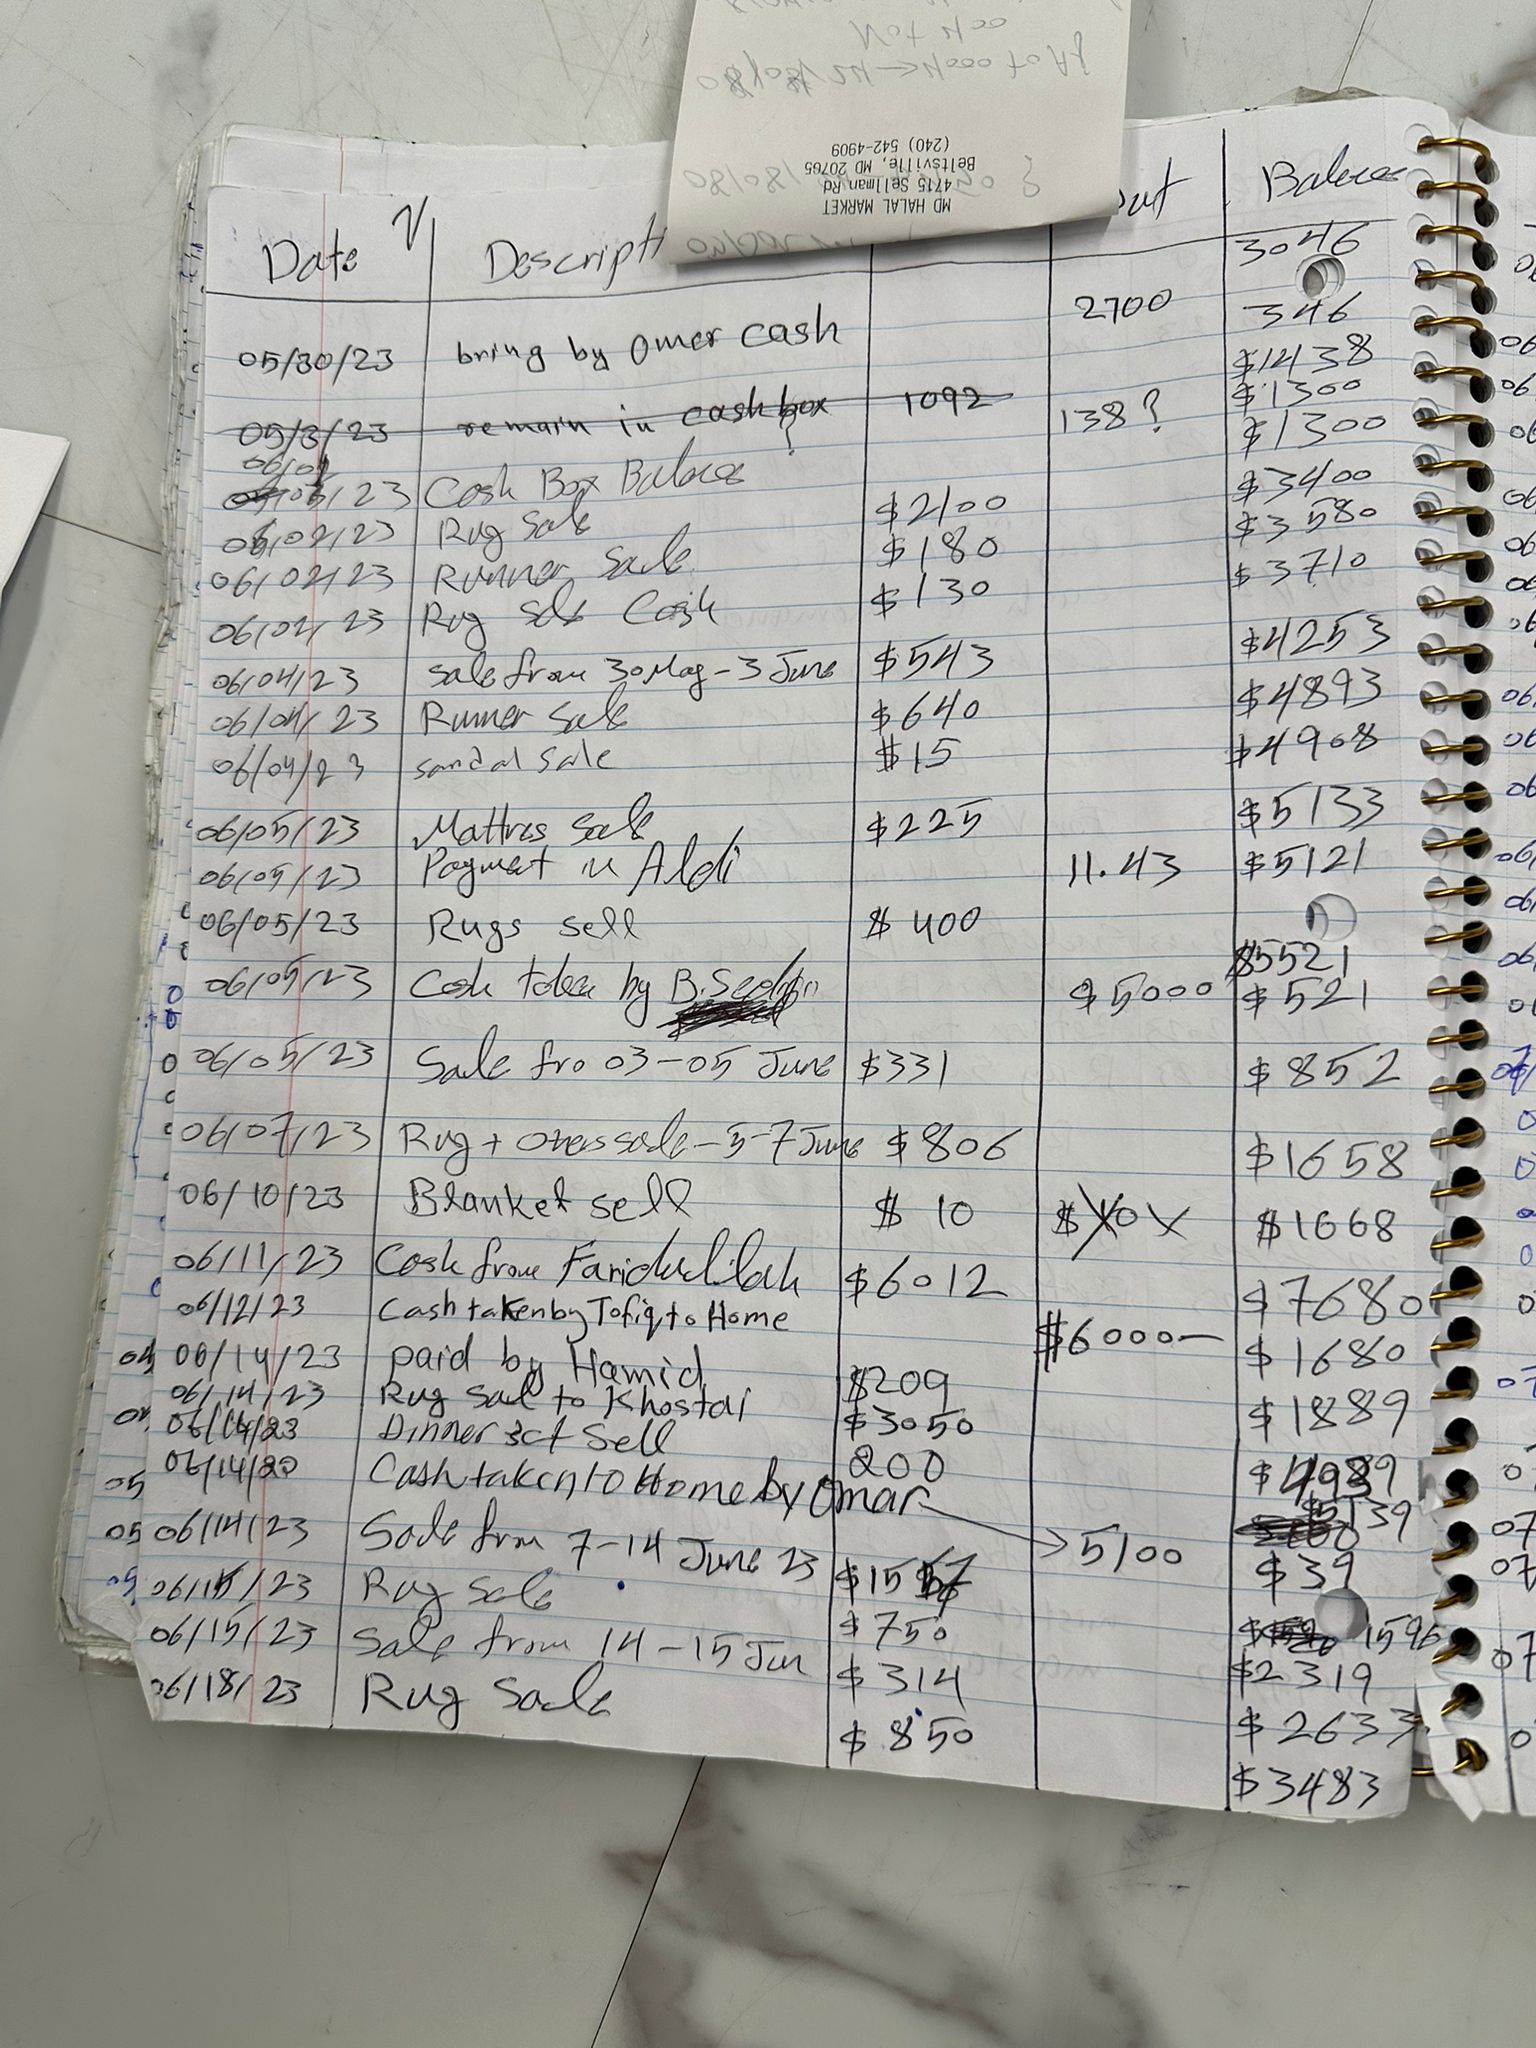 MD HALAL MARKET
4715 Sellman Rd
Beltsville, MD 20705
(240) 542-4909
Date Descripti out Balance
3046
05/30/23 bring by Omer cash 2700 346
$1438
05/31/23 remain in cash box 1092 138? $1300
06/01/23 Cash Box Balance $1300
06/02/23 Rug Sale $2100 $3400
06/02/23 Runner Sale $180 $3580
06/02/23 Rug Sale Cash $130 $3710
06/04/23 Sale from 30 May - 3 June $543 $4253
06/04/23 Runner Sale $640 $4893
06/04/23 sandal sale $15 $4908
06/05/23 Mattres Sale $225 $5133
06/05/23 Payment in Aldi 11.43 $5121
06/05/23 Rugs sell $400 $5521
06/05/23 Cash taken by $5000 $521
06/05/23 Sale fro 03-05 June $331 $852
06/07/23 Rug + Others sale - 5-7 June $806 $1658
06/10/23 Blanket sell $10 $1668
06/11/23 Cash from Faridullah $6012 $7680
06/12/23 Cash taken by Tofiq to Home $6000- $1680
06/14/23 paid by Hamid $209 $1889
06/14/23 Rug Sale to Khostai $3050 $4939
06/14/23 Dinner set Sell 200 $5139
06/14/23 Cash taken to Home by Omar 5100 $39
06/14/23 Sale from 7-14 June 23 $1557 1596
06/15/23 Rug Sale $750 $2319
06/15/23 Sale from 14-15 Jun $314 $2633
06/18/23 Rug Sale $850 $3483